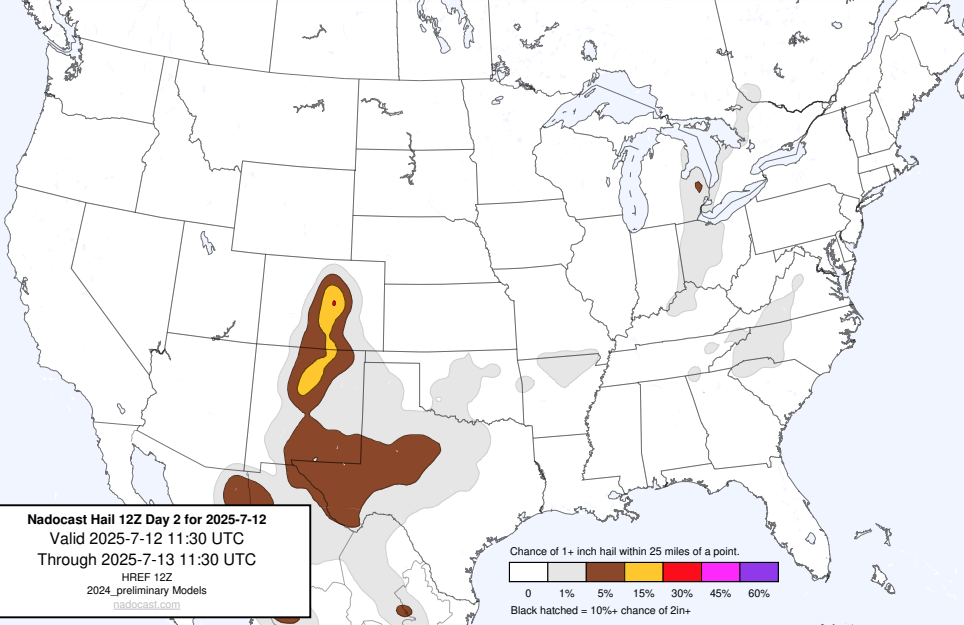 Nadocast Hail 12Z Day 2 for 2025-7-12
Valid 2025-7-12 11:30 UTC
Through 2025-7-13 11:30 UTC
HREF 12Z
2024_preliminary Models
nadocast.com
Chance of 1+ inch hail within 25 miles of a point.
0 1% 5% 15% 30% 45% 60%
Black hatched = 10%+ chance of 2in+